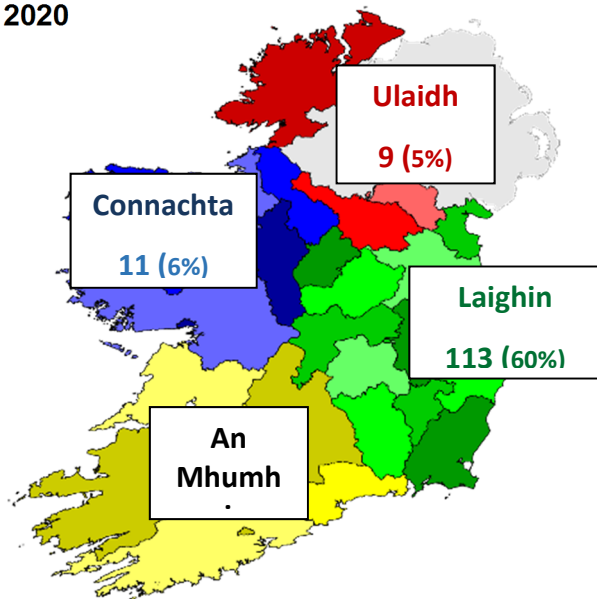 2020
Ulaidh
9 (5%)
Connachta
11 (6%)
Laighin
113 (60%)
An
Mhumh